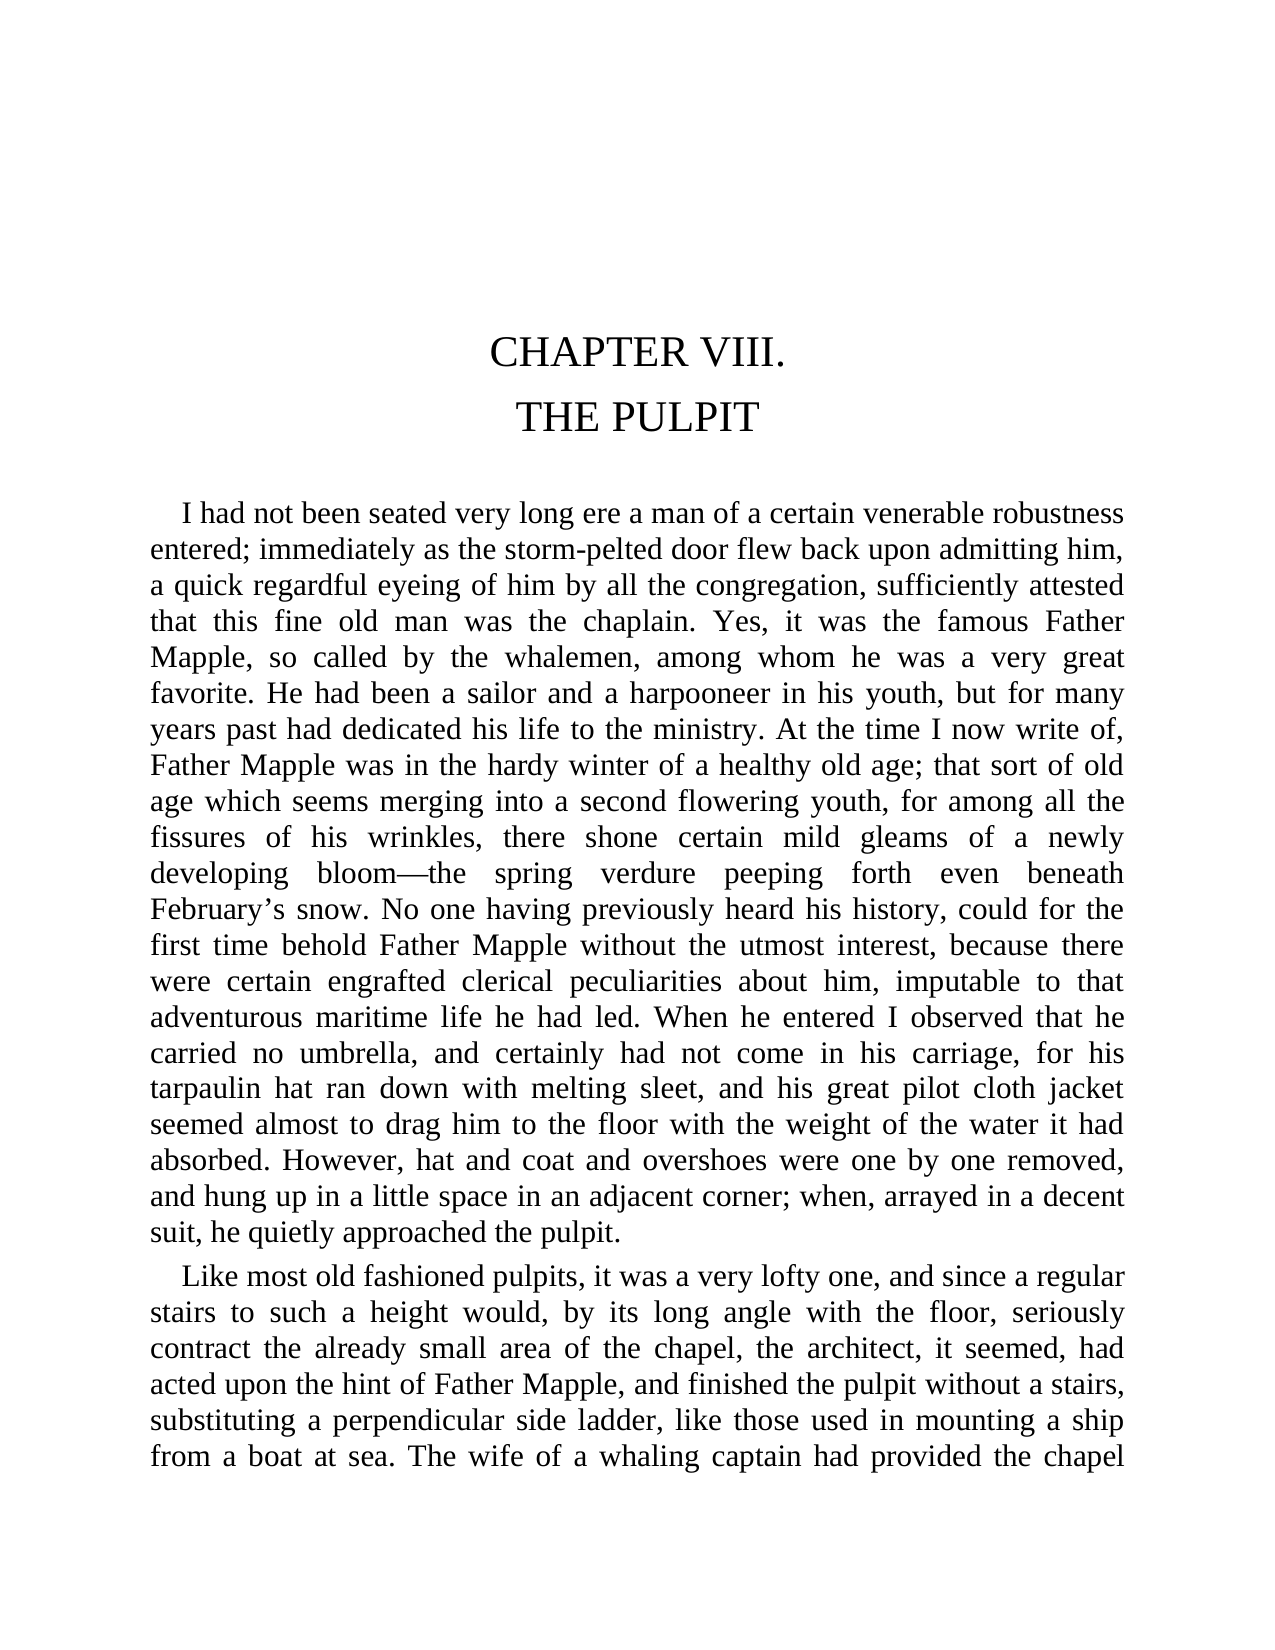 CHAPTER VIII.
THE PULPIT
I had not been seated very long ere a man of a certain venerable robustness
entered; immediately as the storm-pelted door flew back upon admitting him,
a quick regardful eyeing of him by all the congregation, sufficiently attested
that this fine old man was the chaplain. Yes, it was the famous Father
Mapple, so called by the whalemen, among whom he was a very great
favorite. He had been a sailor and a harpooneer in his youth, but for many
years past had dedicated his life to the ministry. At the time I now write of,
Father Mapple was in the hardy winter of a healthy old age; that sort of old
age which seems merging into a second flowering youth, for among all the
fissures of his wrinkles, there shone certain mild gleams of a newly
developing bloom—the spring verdure peeping forth even beneath
February’s snow. No one having previously heard his history, could for the
first time behold Father Mapple without the utmost interest, because there
were certain engrafted clerical peculiarities about him, imputable to that
adventurous maritime life he had led. When he entered I observed that he
carried no umbrella, and certainly had not come in his carriage, for his
tarpaulin hat ran down with melting sleet, and his great pilot cloth jacket
seemed almost to drag him to the floor with the weight of the water it had
absorbed. However, hat and coat and overshoes were one by one removed,
and hung up in a little space in an adjacent corner; when, arrayed in a decent
suit, he quietly approached the pulpit.
Like most old fashioned pulpits, it was a very lofty one, and since a regular
stairs to such a height would, by its long angle with the floor, seriously
contract the already small area of the chapel, the architect, it seemed, had
acted upon the hint of Father Mapple, and finished the pulpit without a stairs,
substituting a perpendicular side ladder, like those used in mounting a ship
from a boat at sea. The wife of a whaling captain had provided the chapel